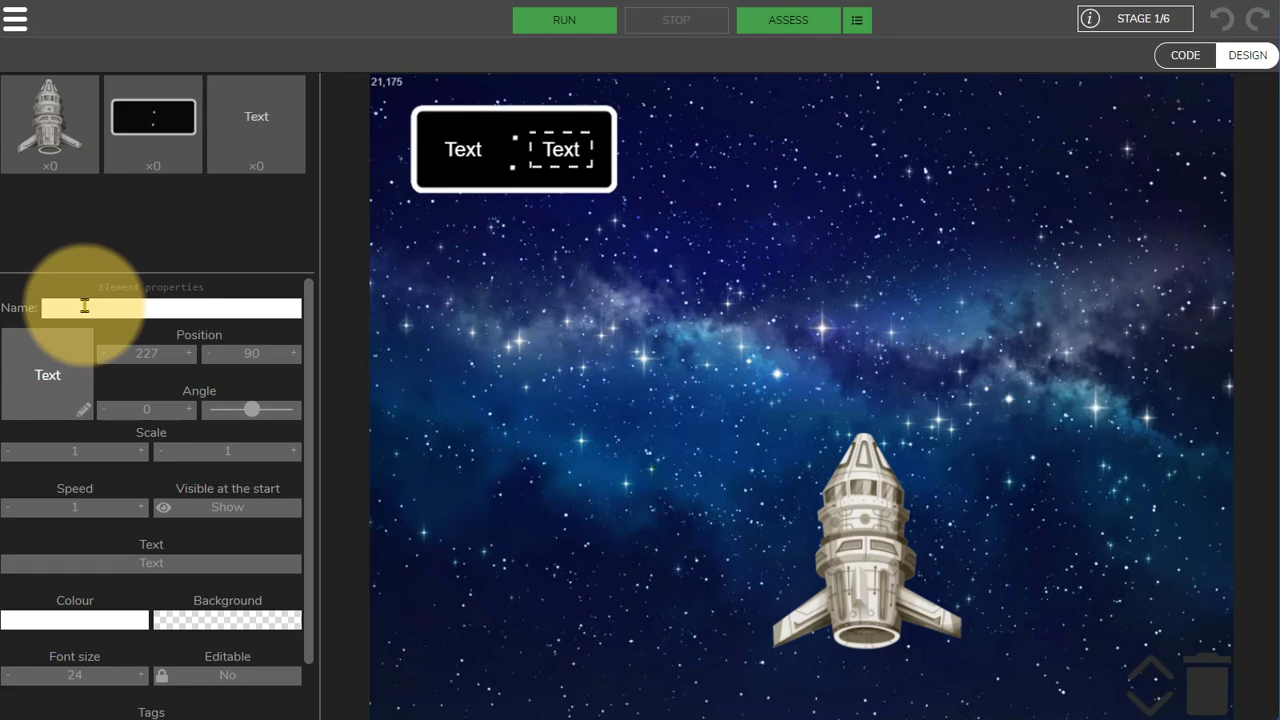 RUN
STOP
ASSESS
STAGE 1/6
CODE
DESIGN
×0
:
×0
Text
×0
21,175
Text : Text
Element properties
Name:
Position
Text
- 227 +
- 90 +
Angle
- 0 +
Scale
- 1 +
- 1 +
Speed
Visible at the start
- 1 +
Show
Text
Text
Colour
Background
Font size
Editable
- 24 +
No
Tags